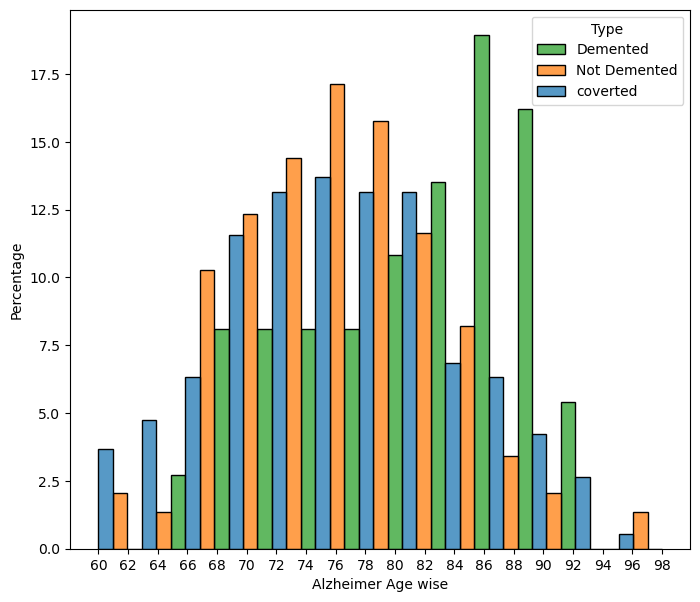 Type
Demented
Not Demented
coverted
17.5
15.0
12.5
10.0
7.5
5.0
2.5
0.0
Percentage
60 62 64 66 68 70 72 74 76 78 80 82 84 86 88 90 92 94 96 98
Alzheimer Age wise